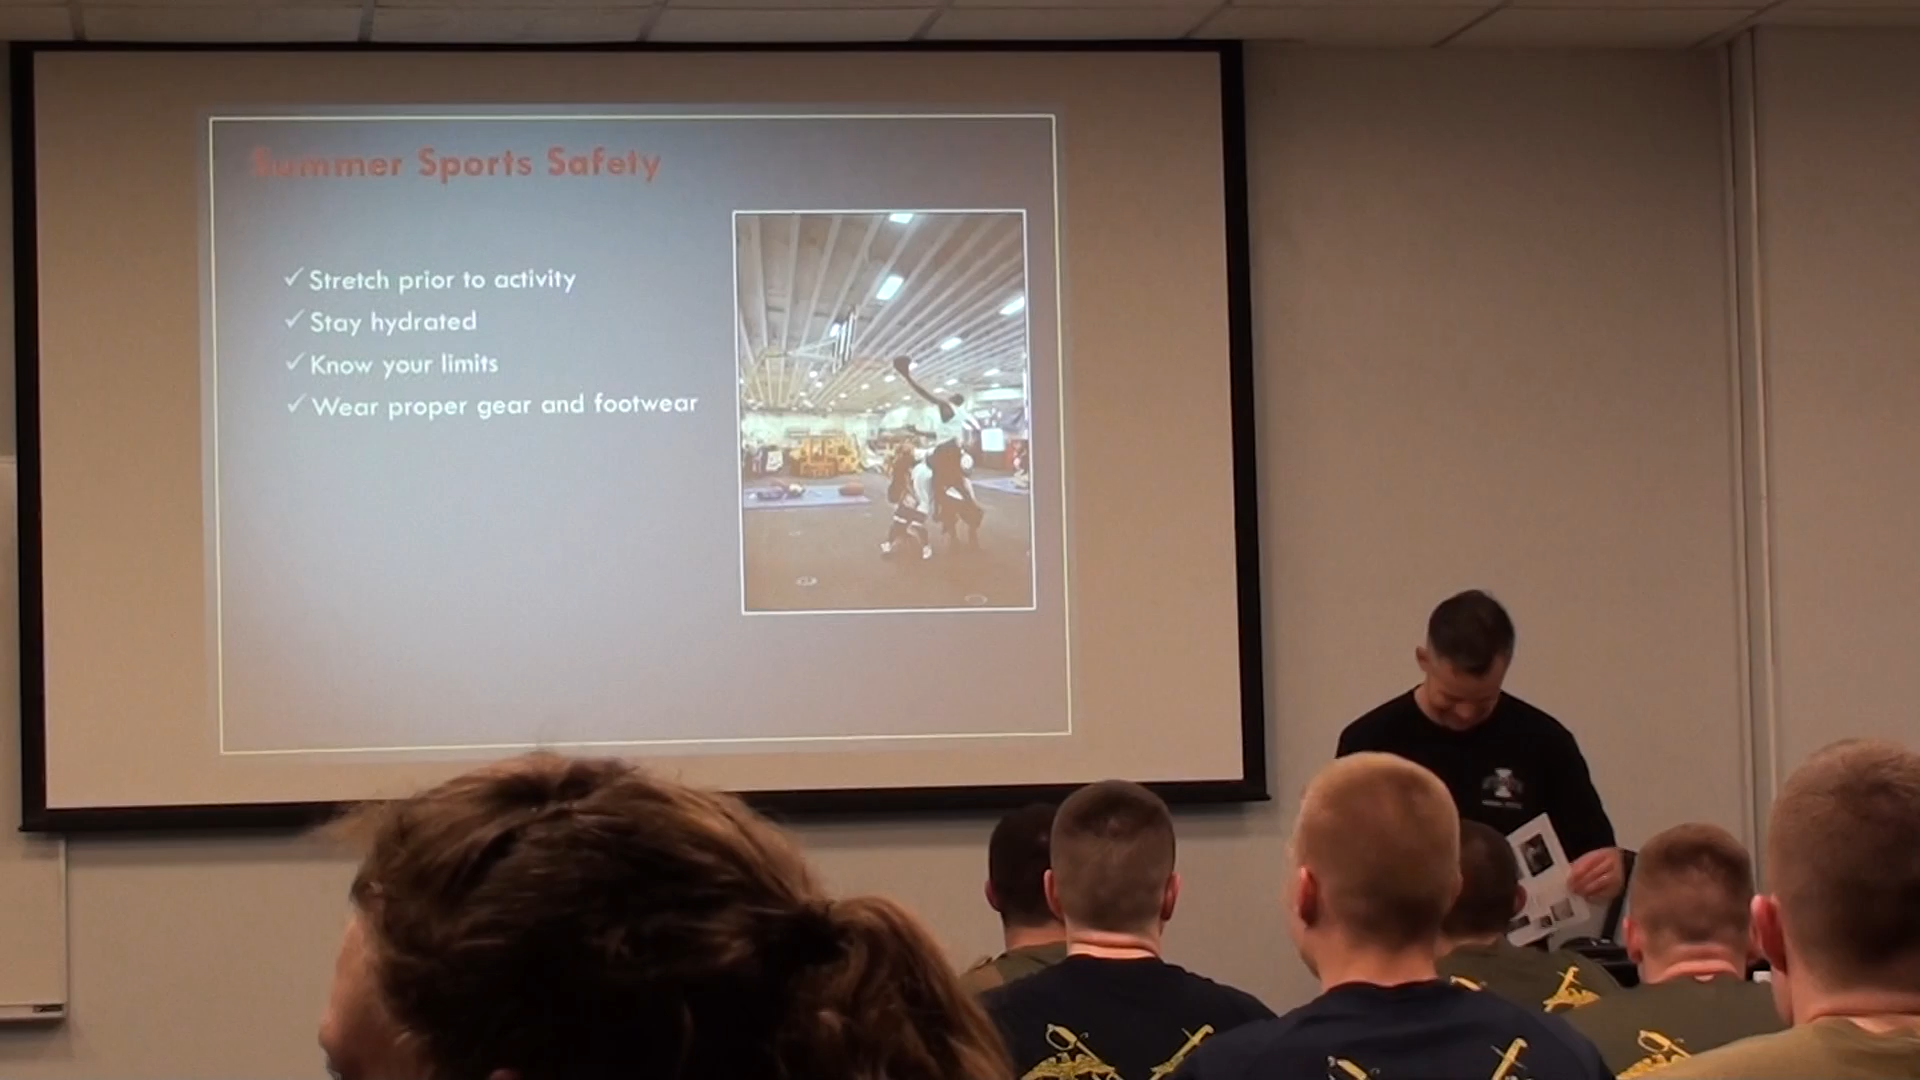 Summer Sports Safety
✓ Stretch prior to activity
✓ Stay hydrated
✓ Know your limits
✓ Wear proper gear and footwear